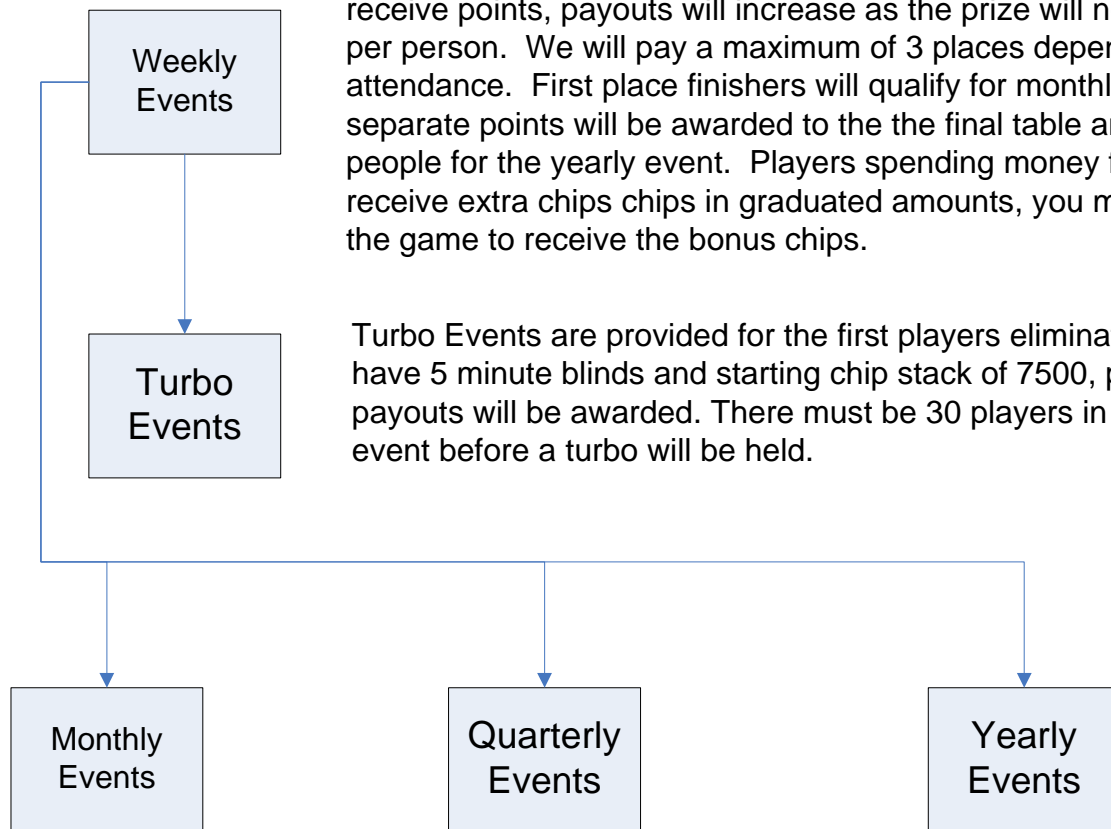 receive points, payouts will increase as the prize will
per person. We will pay a maximum of 3 places
attendance. First place finishers will qualify for
separate points will be awarded to the the final table
people for the yearly event. Players spending money
receive extra chips chips in graduated amounts, you
the game to receive the bonus chips.
Weekly
Events
Turbo Events are provided for the first players
have 5 minute blinds and starting chip stack of 7500,
payouts will be awarded. There must be 30 players in
event before a turbo will be held.
Turbo
Events
Monthly
Events
Quarterly
Events
Yearly
Events